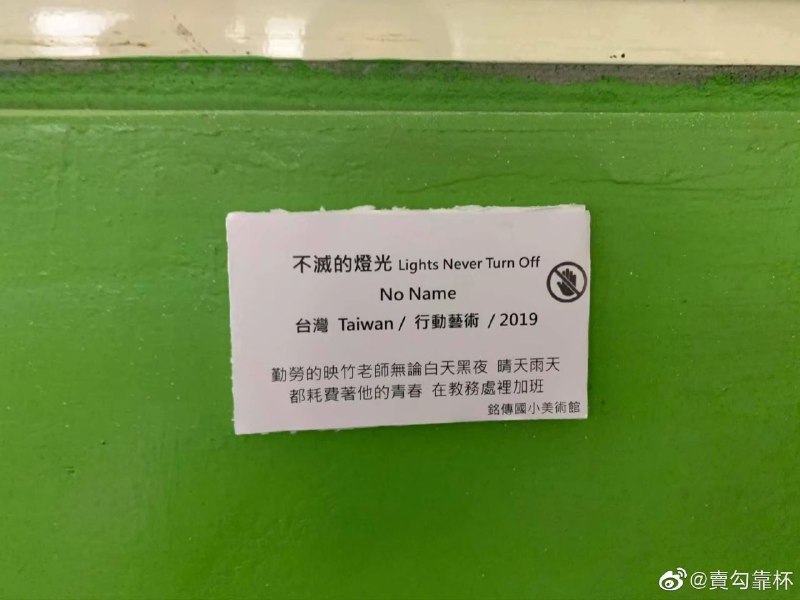 不滅的燈光 Lights Never Turn Off
No Name
台灣 Taiwan / 行動藝術 / 2019
勤勞的映竹老師無論白天黑夜 晴天雨天
都耗費著他的青春 在教務處裡加班
銘傳國小美術館
@賣勾靠杯